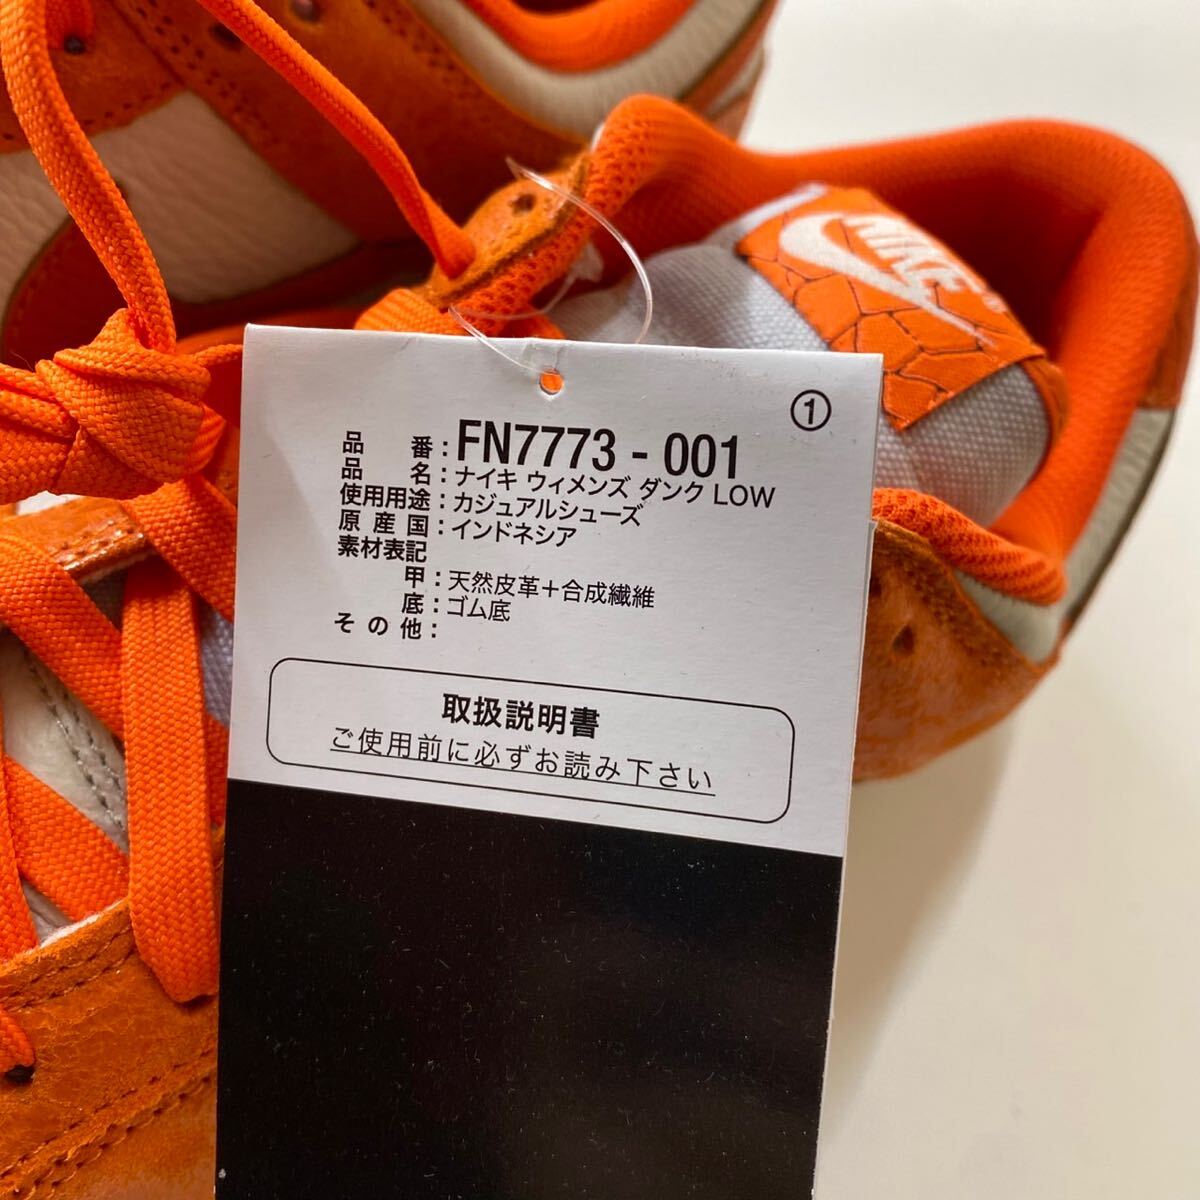 NIKE®
①
品番：FN7773 - 001
品名：ナイキ ウィメンズ ダンク LOW
使用用途：カジュアルシューズ
原産国：インドネシア
素材表記
甲：天然皮革＋合成繊維
底：ゴム底
その他：
取扱説明書
ご使用前に必ずお読み下さい